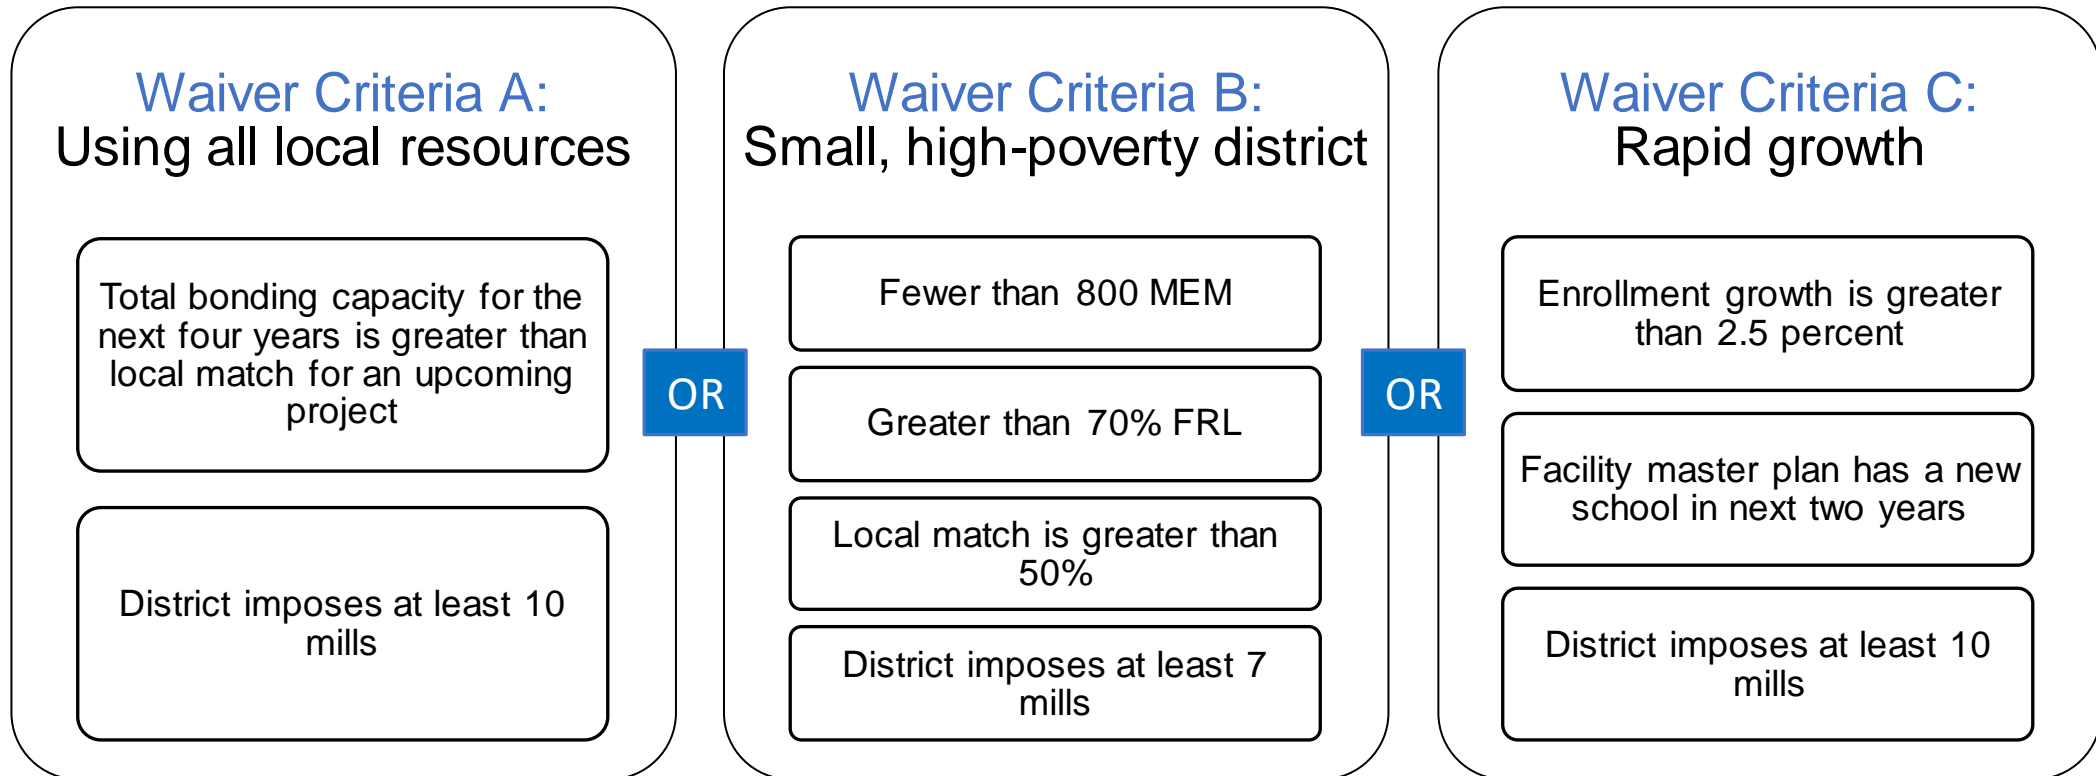 Waiver Criteria A:
Using all local resources
Total bonding capacity for the
next four years is greater than
local match for an upcoming
project
District imposes at least 10
mills
OR
Waiver Criteria B:
Small, high-poverty district
Fewer than 800 MEM
Greater than 70% FRL
Local match is greater than
50%
District imposes at least 7
mills
OR
Waiver Criteria C:
Rapid growth
Enrollment growth is greater
than 2.5 percent
Facility master plan has a new
school in next two years
District imposes at least 10
mills